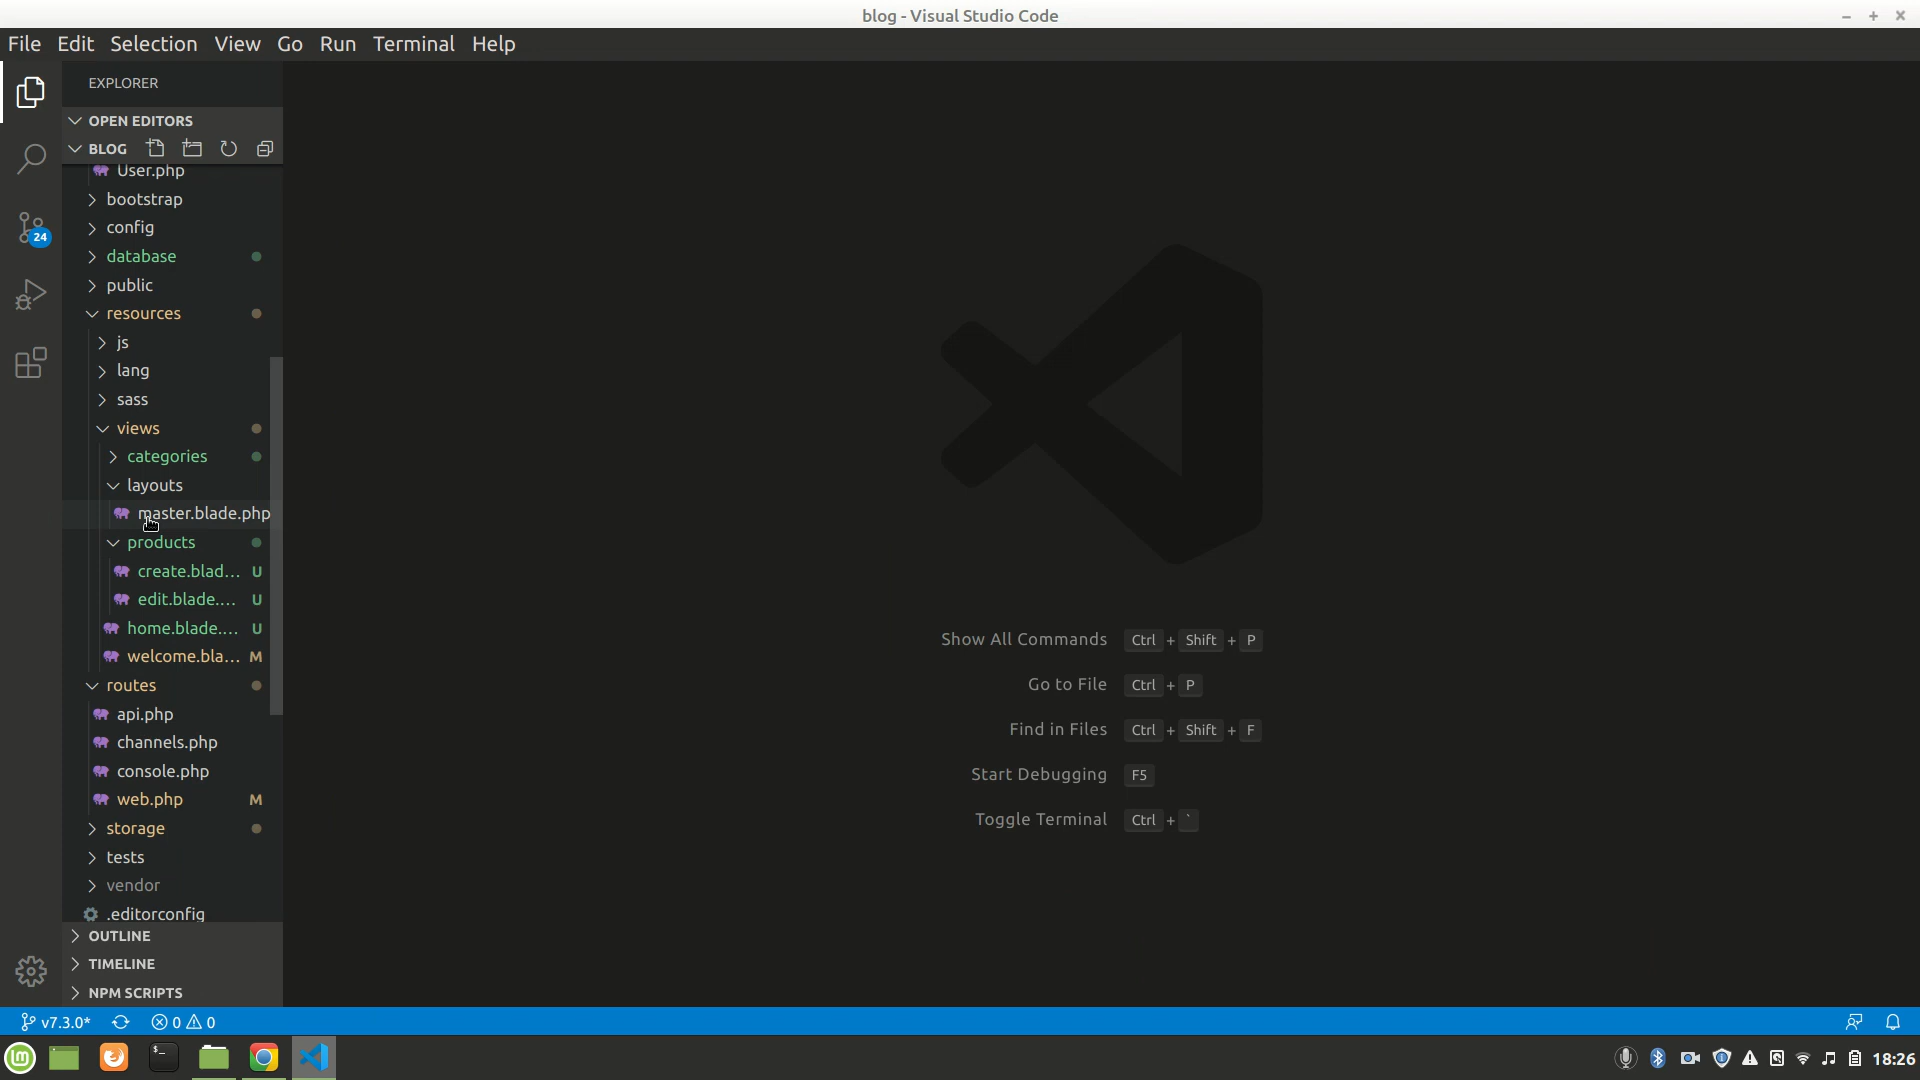 blog - Visual Studio Code
File Edit Selection View Go Run Terminal Help
EXPLORER
OPEN EDITORS
BLOG
User.php
bootstrap
config
database
public
resources
js
lang
sass
views
categories
layouts
master.blade.php
products
create.blad... U
edit.blade.... U
home.blade.... U
welcome.bla... M
routes
api.php
channels.php
console.php
web.php M
storage
tests
vendor
.editorconfig
OUTLINE
TIMELINE
NPM SCRIPTS
24
Show All Commands Ctrl + Shift + P
Go to File Ctrl + P
Find in Files Ctrl + Shift + F
Start Debugging F5
Toggle Terminal Ctrl + `
v7.3.0* 0 0
18:26